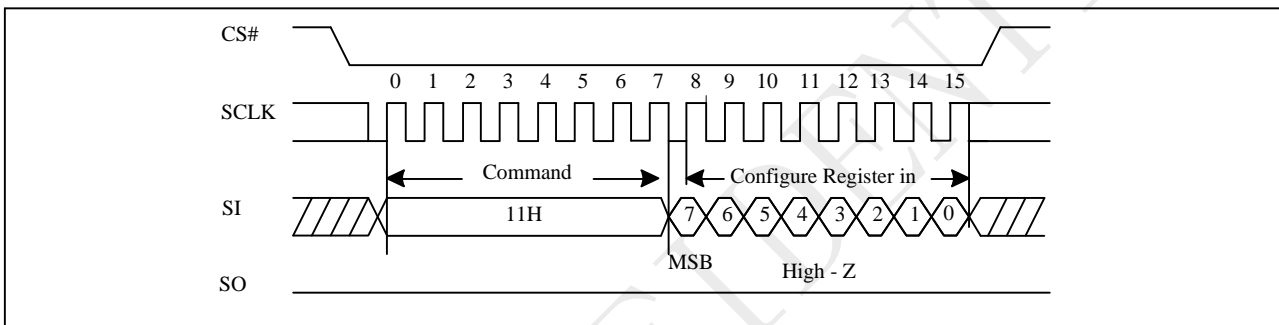 CS#
0 1 2 3 4 5 6 7 8 9 10 11 12 13 14 15
SCLK
Command Configure Register in
SI 11H 7 6 5 4 3 2 1 0
MSB High - Z
SO